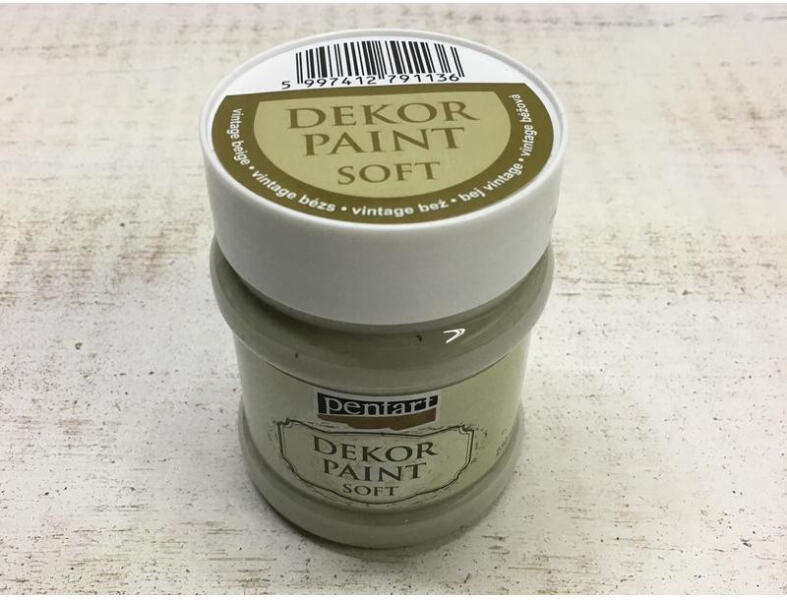 5 997412 791136
DEKOR
PAINT
SOFT
vintage beige • vintage bézs • vintage bež • bej vintage • vintage béžová
pentart
DEKOR
PAINT
SOFT